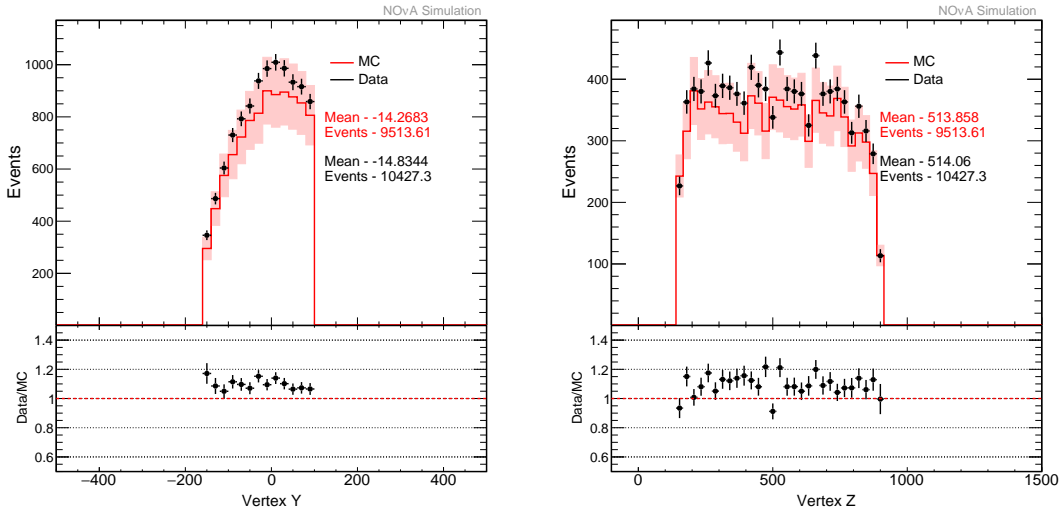 NOνA Simulation
1000
800
600
400
200
Events
MC
Data
Mean - -14.2683
Events - 9513.61
Mean - -14.8344
Events - 10427.3
1.4
1.2
1
0.8
0.6
Data/MC
−400 −200 0 200 400
Vertex Y
NOνA Simulation
400
300
200
100
Events
MC
Data
Mean - 513.858
Events - 9513.61
Mean - 514.06
Events - 10427.3
1.4
1.2
1
0.8
0.6
Data/MC
0 500 1000 1500
Vertex Z